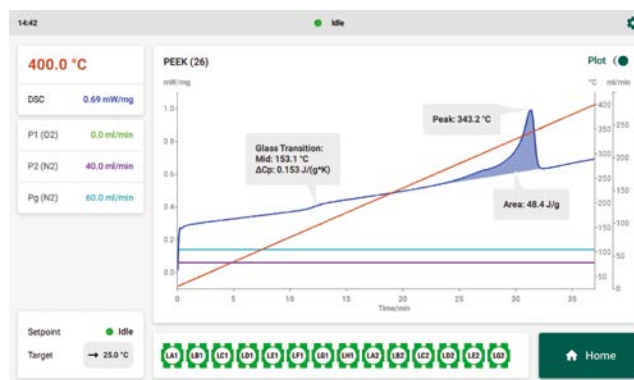 14:42
Idle
400.0 °C
DSC 0.69 mW/mg
P1 (O2) 0.0 ml/min
P2 (N2) 40.0 ml/min
Pg (N2) 60.0 ml/min
Setpoint Idle
Target → 25.0 °C
PEEK (26)
Plot
mW/mg
°C ml/min
1.0
0.8
0.6
0.4
0.2
0.0
Glass Transition:
Mid: 153.1 °C
ΔCp: 0.153 J/(g*K)
Peak: 343.2 °C
Area: 48.4 J/g
400
350
300
250
200
150
100
50
250
200
150
100
50
0
0 5 10 15 20 25 30 35
Time/min
LA1 LB1 LC1 LD1 LE1 LF1 LG1 LH1 LA2 LB2 LC2 LD2 LE2 LG2
Home